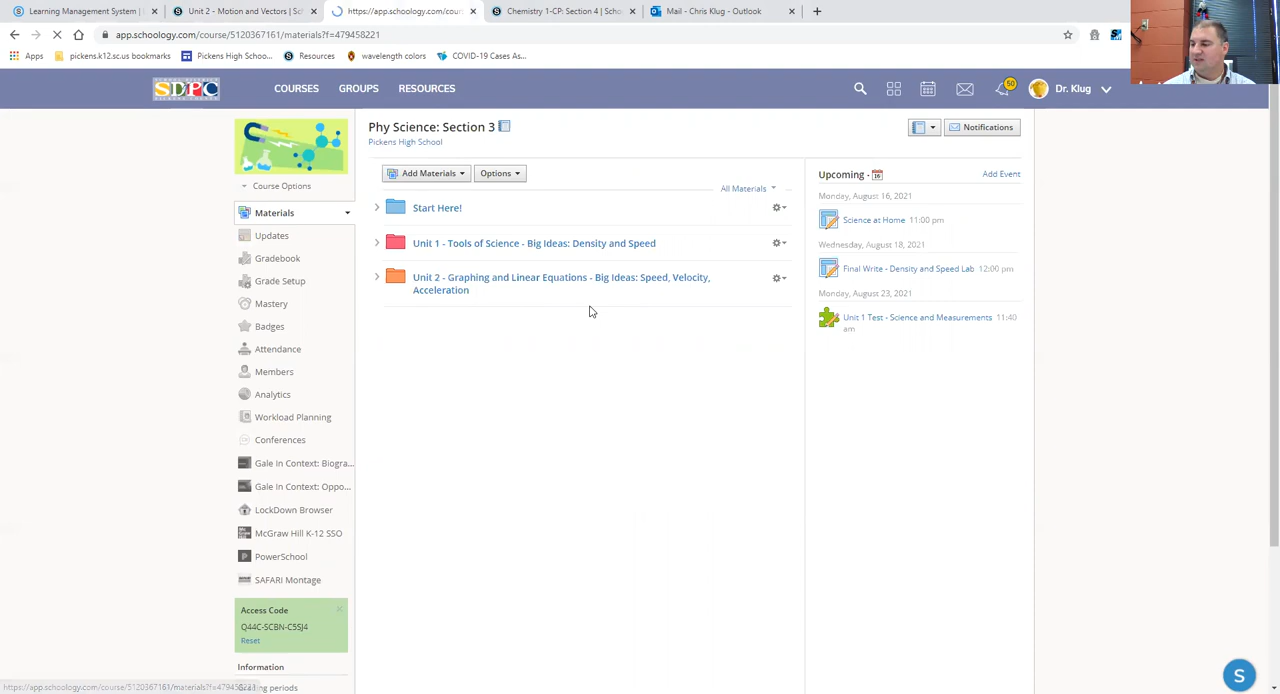 Learning Management System |
Unit 2 - Motion and Vectors | Sch
https://app.schoology.com/cour
Chemistry 1-CP: Section 4 | Scho
Mail - Chris Klug - Outlook
app.schoology.com/course/5120367161/materials?f=479458221
Apps
pickens.k12.sc.us bookmarks
Pickens High Schoo...
Resources
wavelength colors
COVID-19 Cases As...
SDPC
COURSES
GROUPS
RESOURCES
50
Dr. Klug
Phy Science: Section 3
Notifications
Pickens High School
Add Materials
Options
Upcoming ·
Add Event
Course Options
All Materials
Monday, August 16, 2021
Materials
Start Here!
Science at Home 11:00 pm
Updates
Unit 1 - Tools of Science - Big Ideas: Density and Speed
Wednesday, August 18, 2021
Gradebook
Final Write - Density and Speed Lab 12:00 pm
Grade Setup
Unit 2 - Graphing and Linear Equations - Big Ideas: Speed, Velocity,
Acceleration
Monday, August 23, 2021
Mastery
Unit 1 Test - Science and Measurements 11:40
am
Badges
Attendance
Members
Analytics
Workload Planning
Conferences
Gale In Context: Biogra...
Gale In Context: Oppo...
LockDown Browser
McGraw Hill K-12 SSO
PowerSchool
SAFARI Montage
Access Code
Q44C-SCBN-C5SJ4
Reset
Information
Grading periods
S